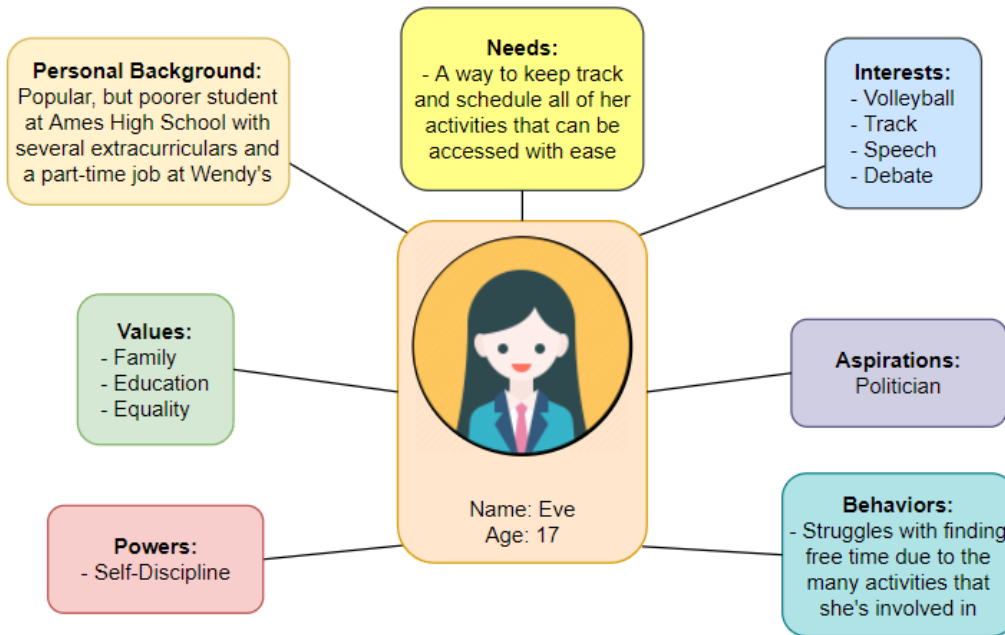 Personal Background:
Popular, but poorer student
at Ames High School with
several extracurriculars and
a part-time job at Wendy's
Needs:
- A way to keep track
and schedule all of her
activities that can be
accessed with ease
Interests:
- Volleyball
- Track
- Speech
- Debate
Values:
- Family
- Education
- Equality
Aspirations:
Politician
Name: Eve
Age: 17
Powers:
- Self-Discipline
Behaviors:
- Struggles with finding
free time due to the
many activities that
she's involved in